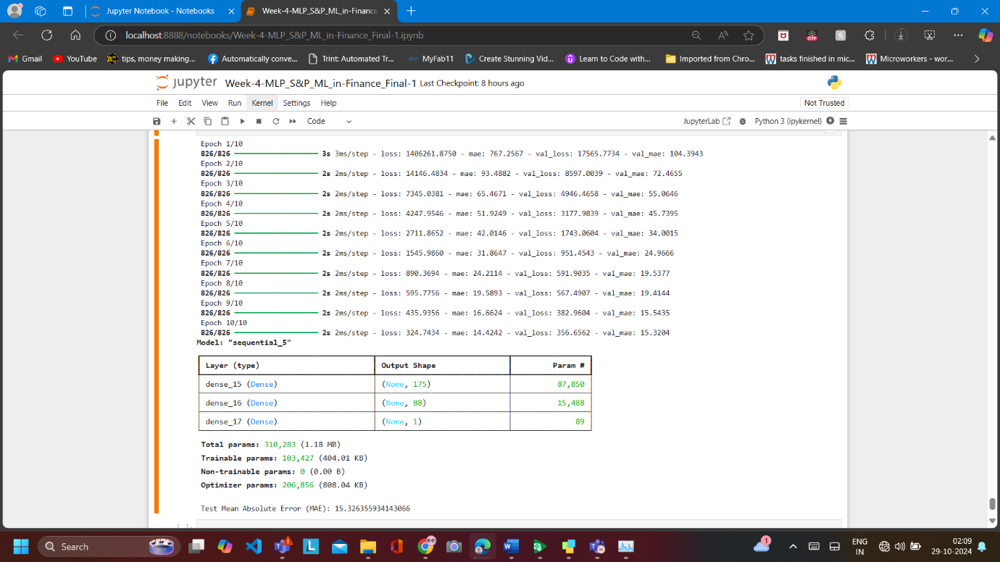 Jupyter Notebook - Notebooks
Week-4-MLP_S&P_ML_in-Finance
localhost:8888/notebooks/Week-4-MLP_S&P_ML_in-Finance_Final-1.ipynb
OFF
Gmail YouTube tips, money making... Automatically conve... Trint: Automated Tr... MyFab11 Create Stunning Vid... Learn to Code with... Imported from Chro... tasks finished in mic... Microworkers - wor...
jupyter Week-4-MLP_S&P_ML_in-Finance_Final-1 Last Checkpoint: 8 hours ago
File Edit View Run Kernel Settings Help Not Trusted
Code JupyterLab Python 3 (ipykernel)
Epoch 1/10
826/826 3s 3ms/step - loss: 1406261.8750 - mae: 767.2567 - val_loss: 17565.7734 - val_mae: 104.3943
Epoch 2/10
826/826 2s 2ms/step - loss: 14146.4834 - mae: 93.4882 - val_loss: 8597.0039 - val_mae: 72.4655
Epoch 3/10
826/826 2s 2ms/step - loss: 7345.0381 - mae: 65.4671 - val_loss: 4946.4658 - val_mae: 55.0646
Epoch 4/10
826/826 2s 2ms/step - loss: 4247.9546 - mae: 51.9249 - val_loss: 3177.9839 - val_mae: 45.7395
Epoch 5/10
826/826 2s 2ms/step - loss: 2711.8652 - mae: 42.0146 - val_loss: 1743.0604 - val_mae: 34.0015
Epoch 6/10
826/826 2s 2ms/step - loss: 1545.9860 - mae: 31.8647 - val_loss: 951.4543 - val_mae: 24.9666
Epoch 7/10
826/826 2s 2ms/step - loss: 890.3694 - mae: 24.2114 - val_loss: 591.9035 - val_mae: 19.5377
Epoch 8/10
826/826 2s 2ms/step - loss: 595.7756 - mae: 19.5893 - val_loss: 567.4907 - val_mae: 19.4144
Epoch 9/10
826/826 2s 2ms/step - loss: 435.9356 - mae: 16.6624 - val_loss: 382.9604 - val_mae: 15.5435
Epoch 10/10
826/826 2s 2ms/step - loss: 324.7434 - mae: 14.4242 - val_loss: 356.6562 - val_mae: 15.3204
Model: "sequential_5"
Layer (type) Output Shape Param #
dense_15 (Dense) (None, 175) 87,850
dense_16 (Dense) (None, 88) 15,488
dense_17 (Dense) (None, 1) 89
Total params: 310,283 (1.18 MB)
Trainable params: 103,427 (404.01 KB)
Non-trainable params: 0 (0.00 B)
Optimizer params: 206,856 (808.04 KB)
Test Mean Absolute Error (MAE): 15.326355934143066
[ ]:
Search
1
ENG
IN
02:09
29-10-2024